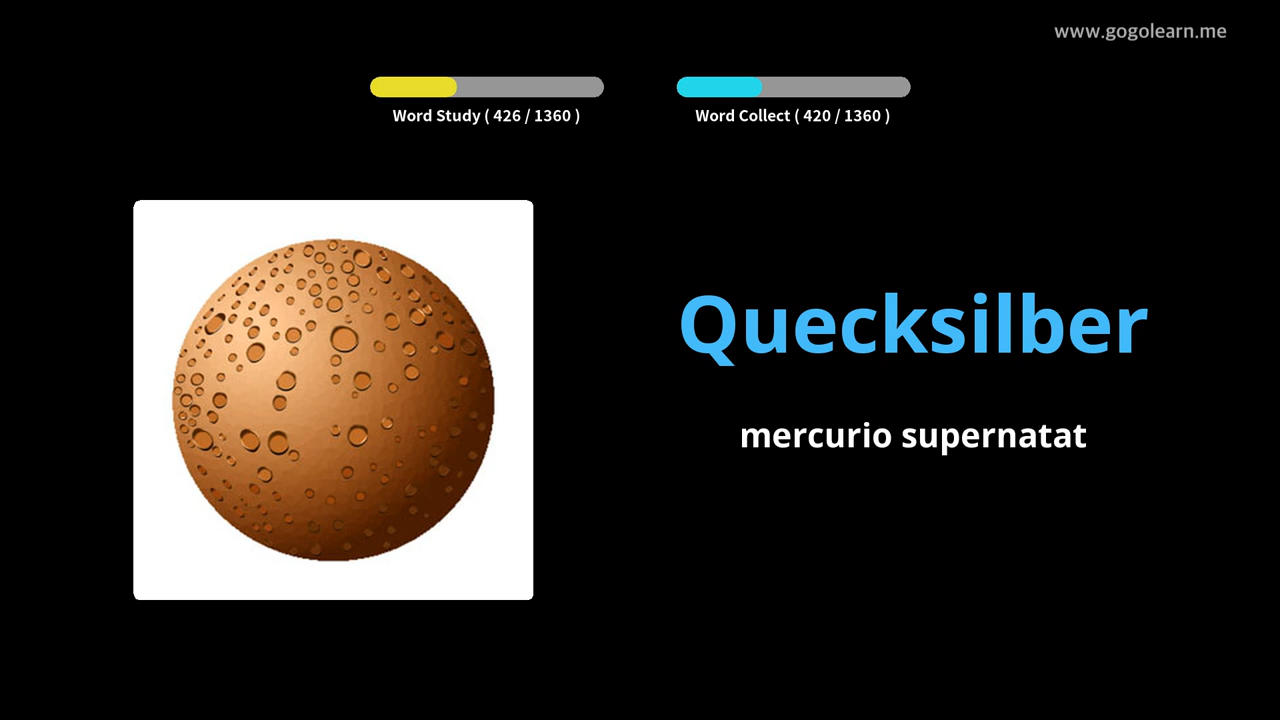 www.gogolearn.me
Word Study ( 426 / 1360 )
Word Collect ( 420 / 1360 )
Quecksilber
mercurio supernatat